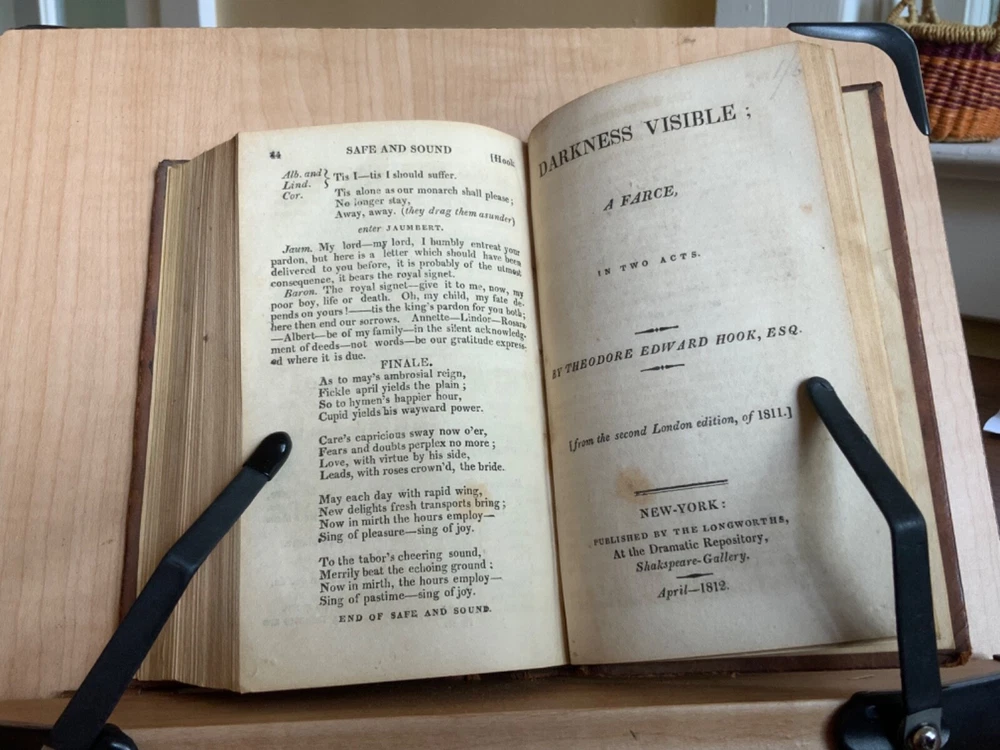 44 SAFE AND SOUND [Hook
Alb. and } Tis I—tis I should suffer.
Lind.
Cor. Tis alone as our monarch shall please;
No longer stay,
Away, away. (they drag them asunder)
enter JAUMBERT.
Jaum. My lord—my lord, I humbly entreat your
pardon, but here is a letter which should have been
delivered to you before, it is probably of the utmost
consequence, it bears the royal signet.
Baron. The royal signet—give it to me, now, my
poor boy, life or death. Oh, my child, my fate de-
pends on yours!——tis the king's pardon for you both;
here then end our sorrows. Annette—Lindor—Rosara
—Albert—be of my family—in the silent acknowledg-
ment of deeds—not words—be our gratitude express-
ed where it is due.
FINALE.
As to may's ambrosial reign,
Fickle april yields the plain;
So to hymen's happier hour,
Cupid yields his wayward power.
Care's capricious sway now o'er,
Fears and doubts perplex no more;
Love, with virtue by his side,
Leads, with roses crown'd, the bride.
May each day with rapid wing,
New delights fresh transports bring;
Now in mirth the hours employ—
Sing of pleasure—sing of joy.
To the tabor's cheering sound,
Merrily beat the echoing ground:
Now in mirth, the hours employ—
Sing of pastime—sing of joy.
END OF SAFE AND SOUND.
DARKNESS VISIBLE;
A FARCE,
IN TWO ACTS.
BY THEODORE EDWARD HOOK, ESQ.
[from the second London edition, of 1811.]
NEW-YORK:
PUBLISHED BY THE LONGWORTHS,
At the Dramatic Repository,
Shakspeare-Gallery.
April—1812.